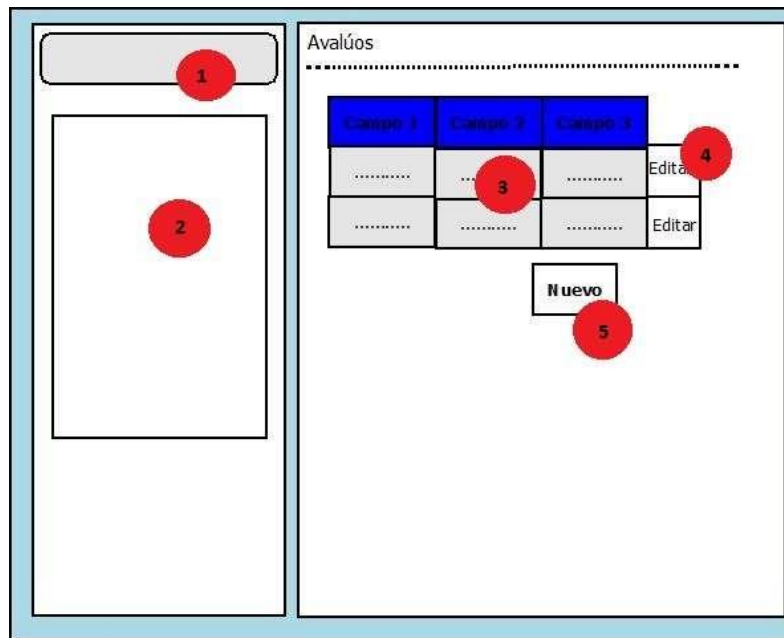 1
2
Avalúos
Campo 1 Campo 2 Campo 3
........... ... 3 ........... Editar 4
........... ........... ........... Editar
Nuevo
5